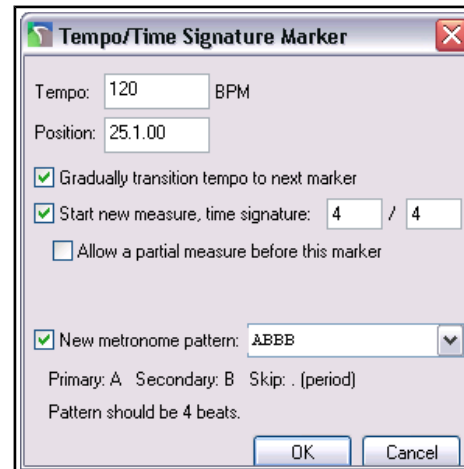 Tempo/Time Signature Marker
Tempo: 120 BPM
Position: 25.1.00
Gradually transition tempo to next marker
Start new measure, time signature: 4 / 4
Allow a partial measure before this marker
New metronome pattern: ABBB
Primary: A Secondary: B Skip: . (period)
Pattern should be 4 beats.
OK Cancel